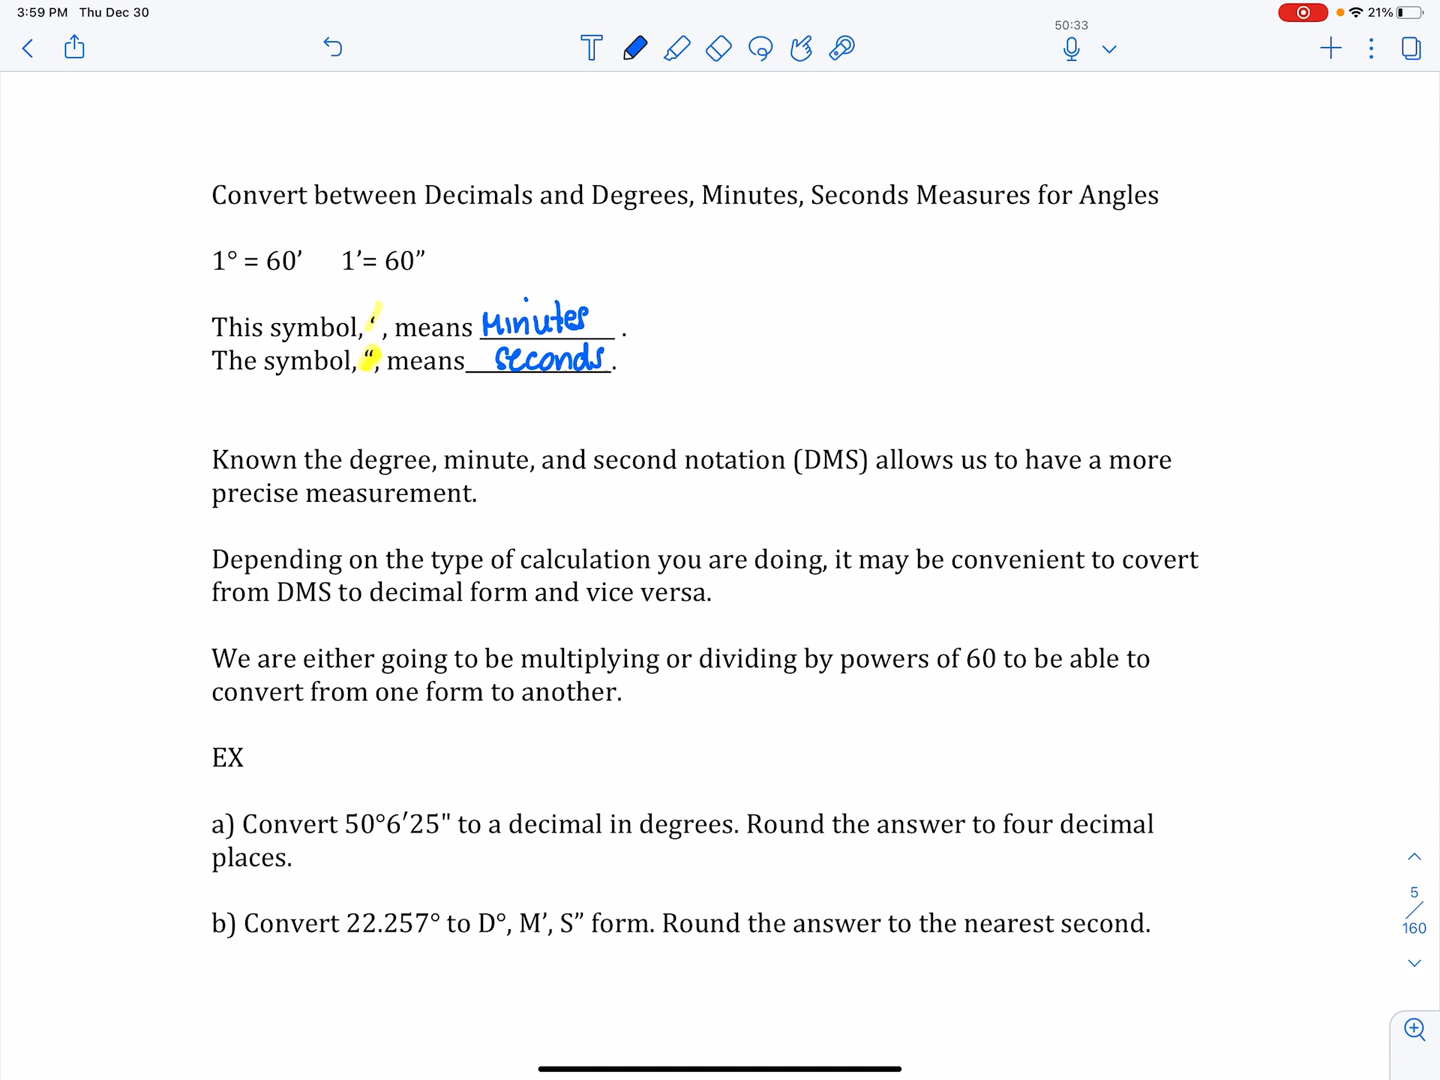 3:59 PM Thu Dec 30
21%
50:33
Convert between Decimals and Degrees, Minutes, Seconds Measures for Angles
1° = 60’ 1’= 60”
This symbol,‘, means Minutes .
The symbol,“, means seconds.
Known the degree, minute, and second notation (DMS) allows us to have a more
precise measurement.
Depending on the type of calculation you are doing, it may be convenient to covert
from DMS to decimal form and vice versa.
We are either going to be multiplying or dividing by powers of 60 to be able to
convert from one form to another.
EX
a) Convert 50°6′25" to a decimal in degrees. Round the answer to four decimal
places.
b) Convert 22.257° to D°, M’, S” form. Round the answer to the nearest second.
5
/
160